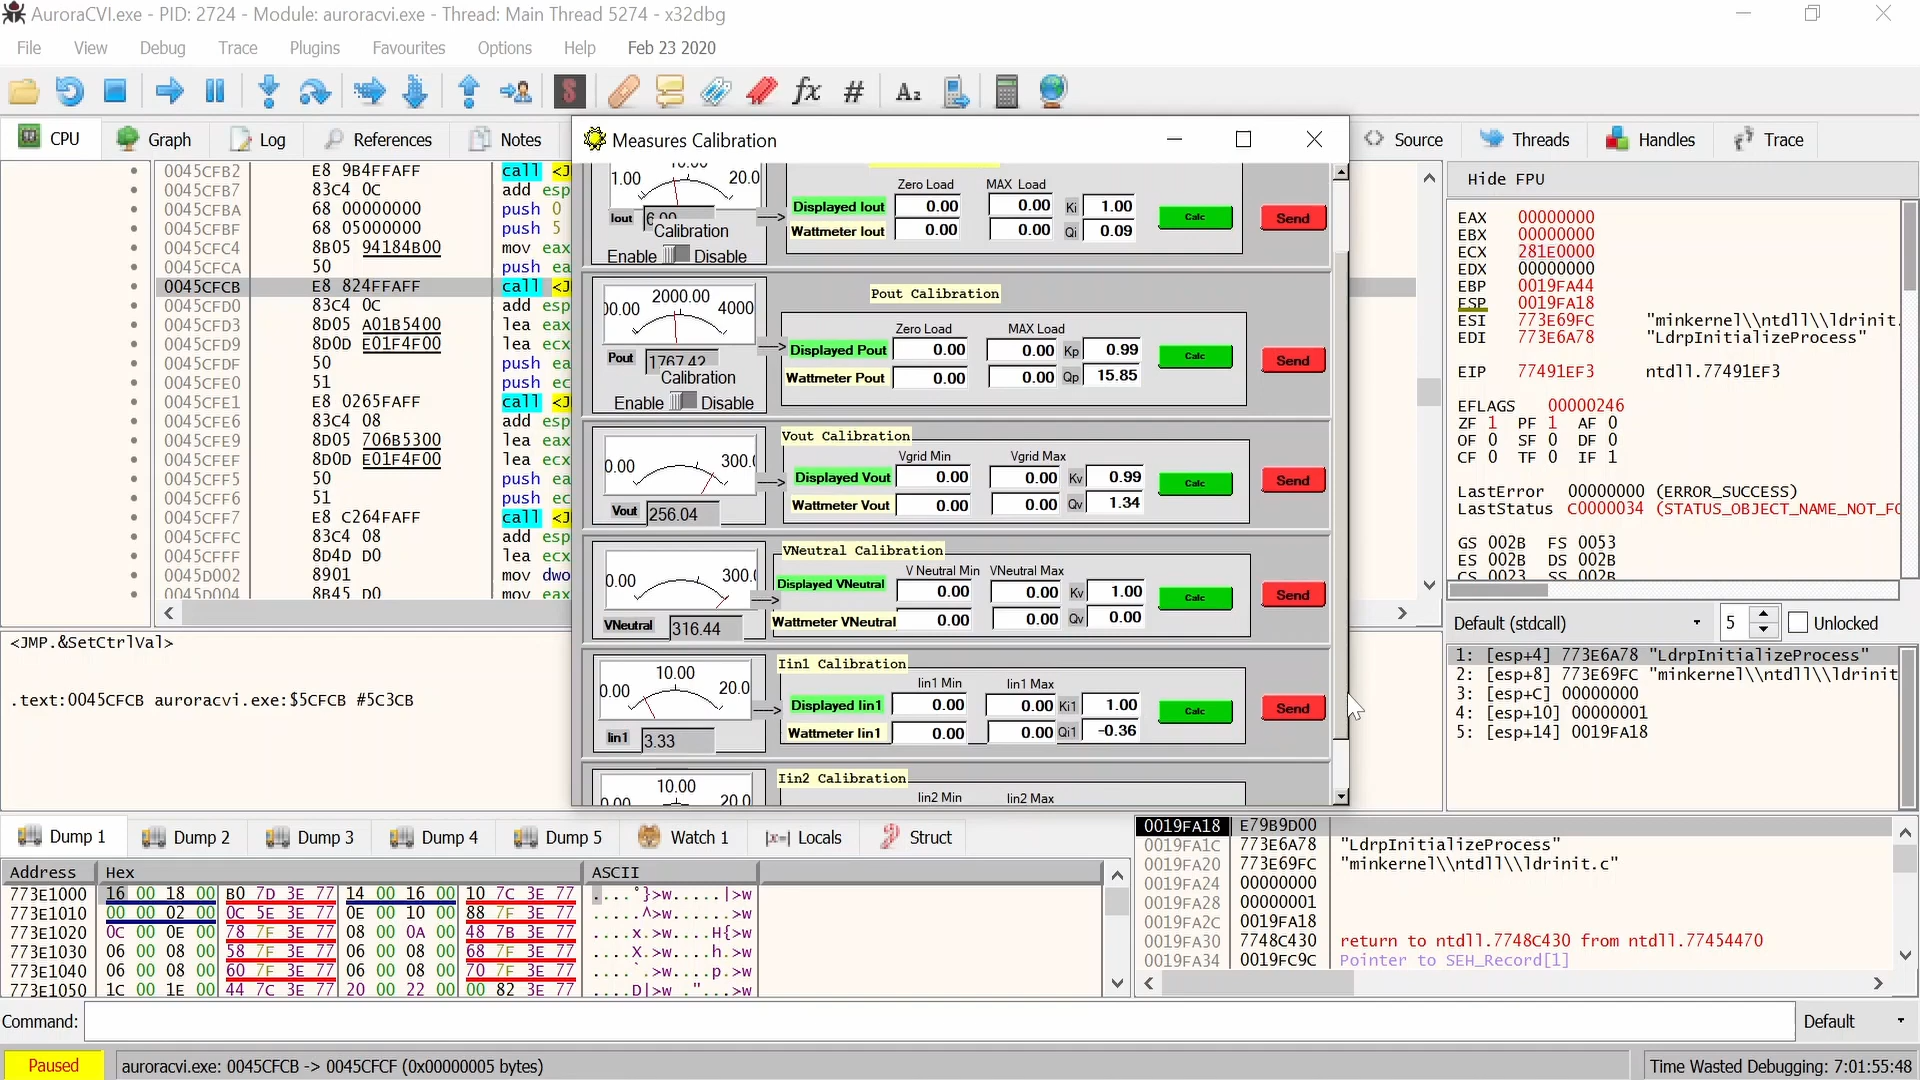 AuroraCVI.exe - PID: 2724 - Module: auroracvi.exe - Thread: Main Thread 5274 - x32dbg
File View Debug Trace Plugins Favourites Options Help Feb 23 2020
CPU Graph Log References Notes Source Threads Handles Trace
0045CFB2 E8 9B4FFAFF call <J
0045CFB7 83C4 0C add esp
0045CFBA 68 00000000 push 0
0045CFBF 68 05000000 push 5
0045CFC4 8B05 94184B00 mov eax
0045CFCA 50 push ea
0045CFCB E8 824FFAFF call <J
0045CFD0 83C4 0C add esp
0045CFD3 8D05 A01B5400 lea eax
0045CFD9 8D0D E01F4F00 lea ecx
0045CFDF 50 push ea
0045CFE0 51 push ec
0045CFE1 E8 0265FAFF call <J
0045CFE6 83C4 08 add esp
0045CFE9 8D05 706B5300 lea eax
0045CFEF 8D0D E01F4F00 lea ecx
0045CFF5 50 push ea
0045CFF6 51 push ec
0045CFF7 E8 C264FAFF call <J
0045CFFC 83C4 08 add esp
0045CFFF 8D4D D0 lea ecx
0045D002 8901 mov dwo
0045D004 8B45 D0 mov eax
<JMP.&SetCtrlVal>
.text:0045CFCB auroracvi.exe:$5CFCB #5C3CB
Measures Calibration
1.00 10.00 20.0
Iout 6.00
Calibration
Enable Disable
Zero Load MAX Load
Displayed Iout 0.00 0.00 Ki 1.00
Wattmeter Iout 0.00 0.00 Qi 0.09
Calc Send
Pout Calibration
00.00 2000.00 4000
Pout 1767.42
Calibration
Enable Disable
Zero Load MAX Load
Displayed Pout 0.00 0.00 Kp 0.99
Wattmeter Pout 0.00 0.00 Qp 15.85
Calc Send
Vout Calibration
0.00 300.(
Vout 256.04
Vgrid Min Vgrid Max
Displayed Vout 0.00 0.00 Kv 0.99
Wattmeter Vout 0.00 0.00 Qv 1.34
Calc Send
VNeutral Calibration
0.00 300.(
VNeutral 316.44
V Neutral Min VNeutral Max
Displayed VNeutral 0.00 0.00 Kv 1.00
Wattmeter VNeutral 0.00 0.00 Qv 0.00
Calc Send
Iin1 Calibration
0.00 10.00 20.0
Iin1 3.33
Iin1 Min Iin1 Max
Displayed Iin1 0.00 0.00 Ki1 1.00
Wattmeter Iin1 0.00 0.00 Qi1 -0.36
Calc Send
Iin2 Calibration
0.00 10.00 20.0
Iin2 Min Iin2 Max
Hide FPU
EAX 00000000
EBX 00000000
ECX 281E0000
EDX 00000000
EBP 0019FA44
ESP 0019FA18
ESI 773E69FC "minkernel\\ntdll\\ldrinit.
EDI 773E6A78 "LdrpInitializeProcess"
EIP 77491EF3 ntdll.77491EF3
EFLAGS 00000246
ZF 1 PF 1 AF 0
OF 0 SF 0 DF 0
CF 0 TF 0 IF 1
LastError 00000000 (ERROR_SUCCESS)
LastStatus C0000034 (STATUS_OBJECT_NAME_NOT_FO
GS 002B FS 0053
ES 002B DS 002B
CS 0023 SS 002B
Default (stdcall) 5 Unlocked
1: [esp+4] 773E6A78 "LdrpInitializeProcess"
2: [esp+8] 773E69FC "minkernel\\ntdll\\ldrinit
3: [esp+C] 00000000
4: [esp+10] 00000001
5: [esp+14] 0019FA18
Dump 1 Dump 2 Dump 3 Dump 4 Dump 5 Watch 1 Locals Struct
Address Hex ASCII
773E1000 16 00 18 00 B0 7D 3E 77 14 00 16 00 10 7C 3E 77 ....°}>w.....|>w
773E1010 00 00 02 00 0C 5E 3E 77 0E 00 10 00 88 7F 3E 77 .....^>w......>w
773E1020 0C 00 0E 00 78 7F 3E 77 08 00 0A 00 48 7B 3E 77 ....x.>w....H{>w
773E1030 06 00 08 00 58 7F 3E 77 06 00 08 00 68 7F 3E 77 ....X.>w....h.>w
773E1040 06 00 08 00 60 7F 3E 77 06 00 08 00 70 7F 3E 77 ....`.>w....p.>w
773E1050 1C 00 1E 00 44 7C 3E 77 20 00 22 00 00 82 3E 77 ....D|>w ."...>w
0019FA18 E79B9D00
0019FA1C 773E6A78 "LdrpInitializeProcess"
0019FA20 773E69FC "minkernel\\ntdll\\ldrinit.c"
0019FA24 00000000
0019FA28 00000001
0019FA2C 0019FA18
0019FA30 7748C430 return to ntdll.7748C430 from ntdll.77454470
0019FA34 0019FC9C Pointer to SEH_Record[1]
Command: Default
Paused auroracvi.exe: 0045CFCB -> 0045CFCF (0x00000005 bytes) Time Wasted Debugging: 7:01:55:48